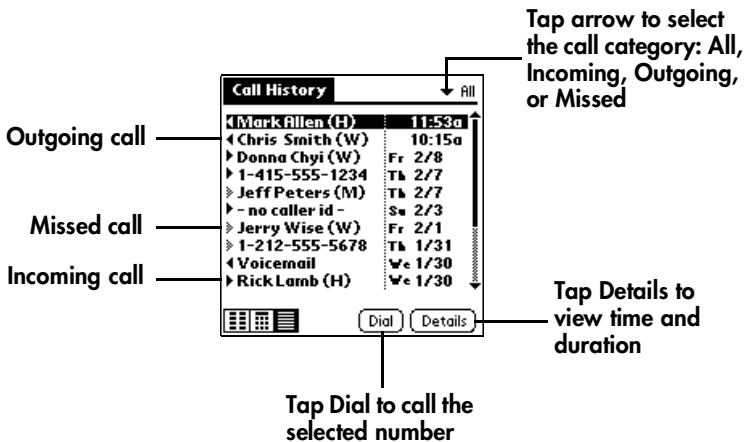 Tap arrow to select
the call category: All,
Incoming, Outgoing,
or Missed
Call History
All
Mark Allen (H) 11:53a
Outgoing call
Chris Smith (W) 10:15a
Donna Chyi (W) Fr 2/8
1-415-555-1234 Th 2/7
Jeff Peters (M) Th 2/7
- no caller id - Su 2/3
Missed call
Jerry Wise (W) Fr 2/1
1-212-555-5678 Th 1/31
Voicemail We 1/30
Incoming call
Rick Lamb (H) We 1/30
Dial
Details
Tap Details to
view time and
duration
Tap Dial to call the
selected number